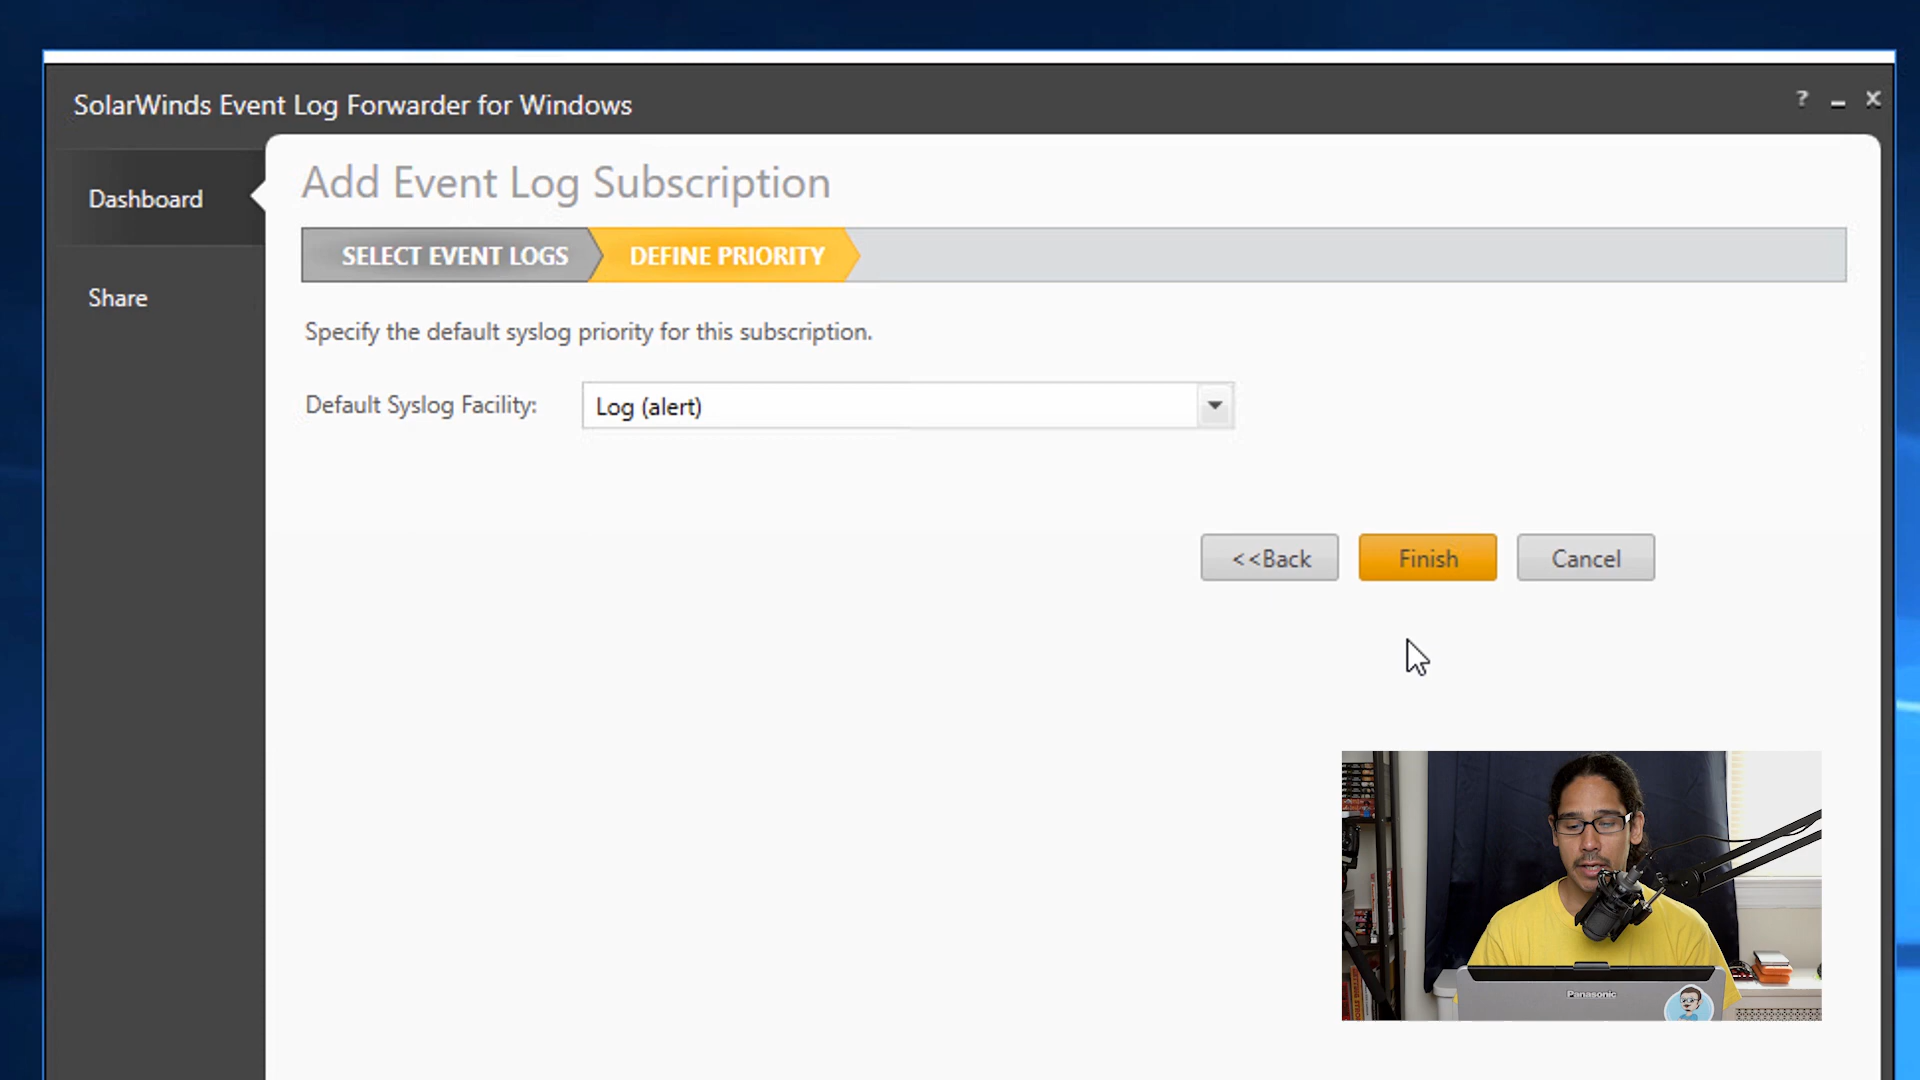 SolarWinds Event Log Forwarder for Windows
?
Dashboard
Share
Add Event Log Subscription
SELECT EVENT LOGS
DEFINE PRIORITY
Specify the default syslog priority for this subscription.
Default Syslog Facility:
Log (alert)
<<Back
Finish
Cancel
Panasonic